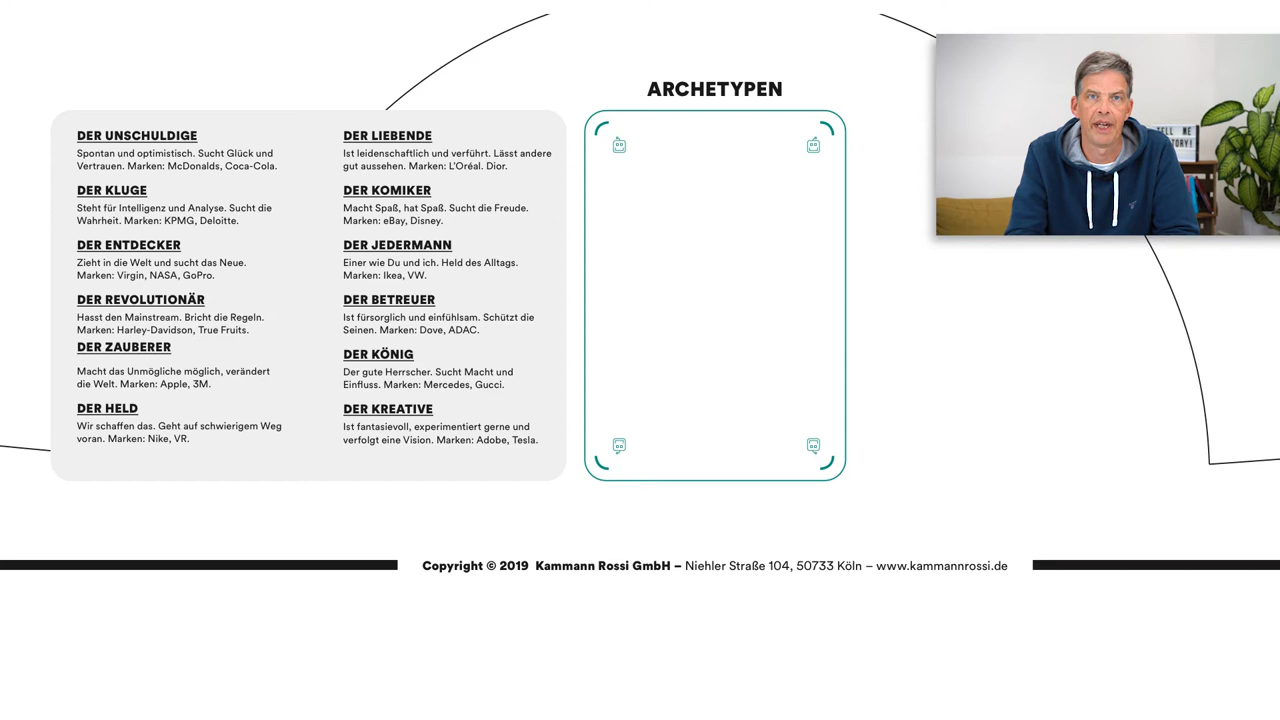 ARCHETYPEN
DER UNSCHULDIGE
Spontan und optimistisch. Sucht Glück und
Vertrauen. Marken: McDonalds, Coca-Cola.
DER KLUGE
Steht für Intelligenz und Analyse. Sucht die
Wahrheit. Marken: KPMG, Deloitte.
DER ENTDECKER
Zieht in die Welt und sucht das Neue.
Marken: Virgin, NASA, GoPro.
DER REVOLUTIONÄR
Hasst den Mainstream. Bricht die Regeln.
Marken: Harley-Davidson, True Fruits.
DER ZAUBERER
Macht das Unmögliche möglich, verändert
die Welt. Marken: Apple, 3M.
DER HELD
Wir schaffen das. Geht auf schwierigem Weg
voran. Marken: Nike, VR.
DER LIEBENDE
Ist leidenschaftlich und verführt. Lässt andere
gut aussehen. Marken: L'Oréal. Dior.
DER KOMIKER
Macht Spaß, hat Spaß. Sucht die Freude.
Marken: eBay, Disney.
DER JEDERMANN
Einer wie Du und ich. Held des Alltags.
Marken: Ikea, VW.
DER BETREUER
Ist fürsorglich und einfühlsam. Schützt die
Seinen. Marken: Dove, ADAC.
DER KÖNIG
Der gute Herrscher. Sucht Macht und
Einfluss. Marken: Mercedes, Gucci.
DER KREATIVE
Ist fantasievoll, experimentiert gerne und
verfolgt eine Vision. Marken: Adobe, Tesla.
TELL ME
Copyright © 2019 Kammann Rossi GmbH – Niehler Straße 104, 50733 Köln – www.kammannrossi.de